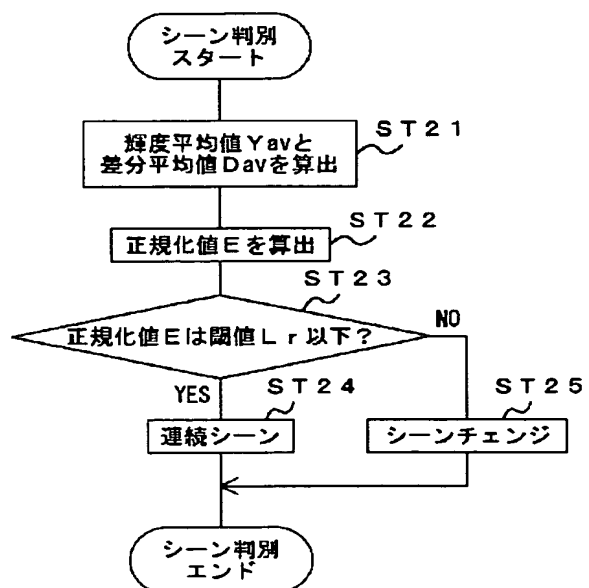 シーン判別
スタート
輝度平均値Yavと
差分平均値Davを算出
ST21
正規化値Eを算出
ST22
ST23
正規化値Eは閾値Lr以下?
NO
YES
ST24
連続シーン
ST25
シーンチェンジ
シーン判別
エンド